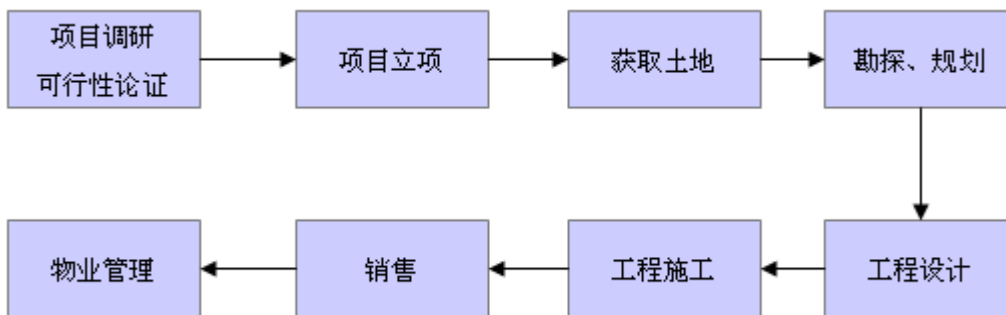 项目调研
可行性论证
项目立项
获取土地
勘探、规划
工程设计
工程施工
销售
物业管理